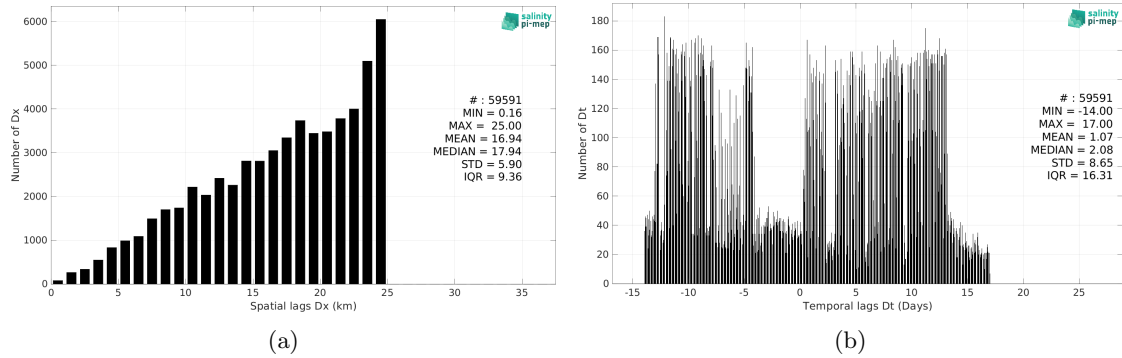 salinity
pi-mep
6000
5000
4000
3000
2000
1000
0
Number of Dx
# : 59591
MIN = 0.16
MAX = 25.00
MEAN = 16.94
MEDIAN = 17.94
STD = 5.90
IQR = 9.36
0 5 10 15 20 25 30 35
Spatial lags Dx (km)
(a)
salinity
pi-mep
180
160
140
120
100
80
60
40
20
0
Number of Dt
# : 59591
MIN = -14.00
MAX = 17.00
MEAN = 1.07
MEDIAN = 2.08
STD = 8.65
IQR = 16.31
-15 -10 -5 0 5 10 15 20 25
Temporal lags Dt (Days)
(b)